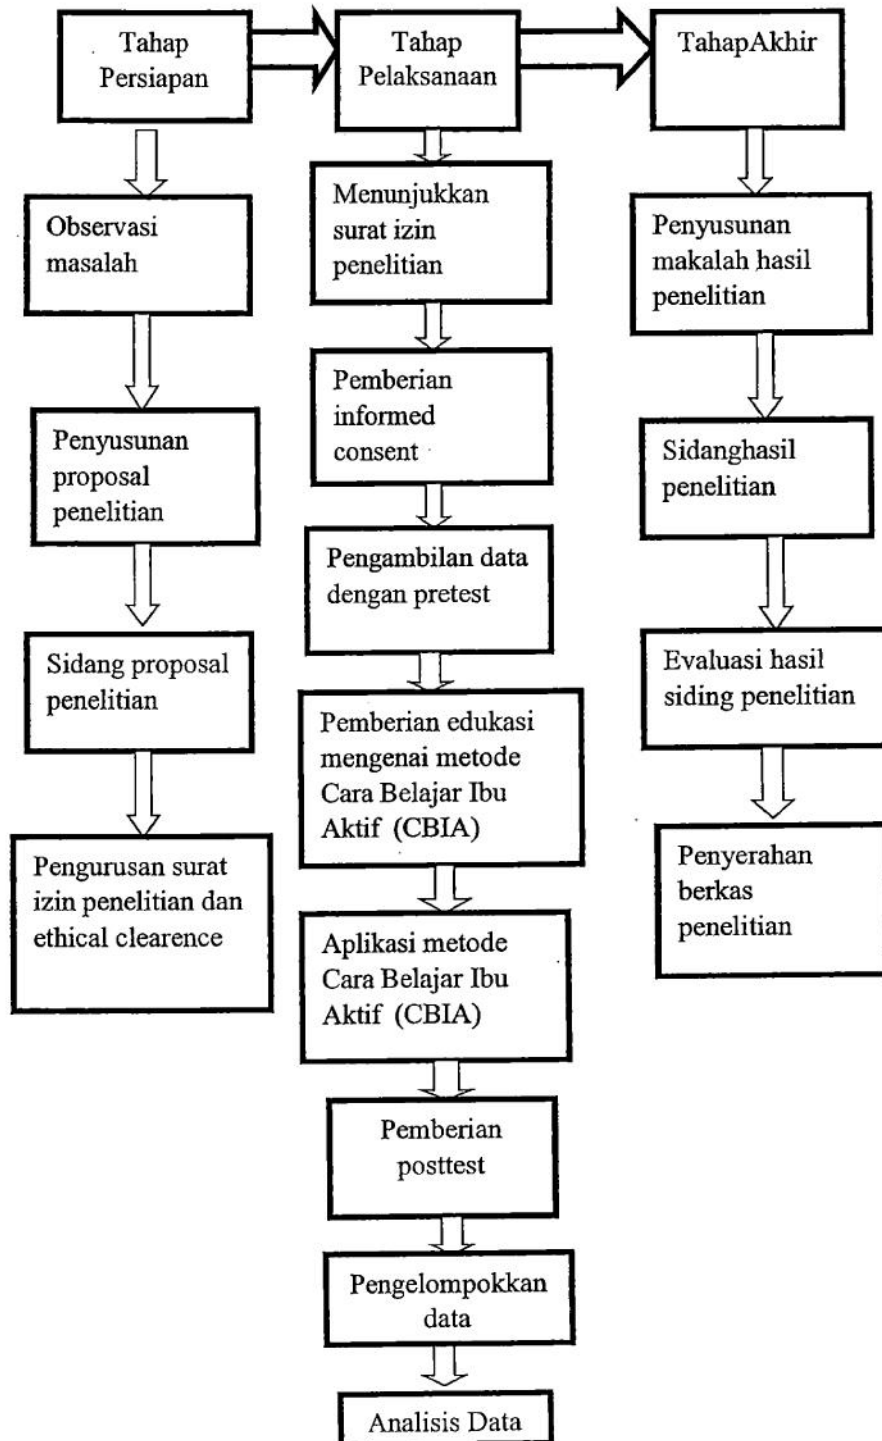 Tahap
Persiapan
Tahap
Pelaksanaan
TahapAkhir
Observasi
masalah
Penyusunan
proposal
penelitian
Sidang proposal
penelitian
Pengurusan surat
izin penelitian dan
ethical clearence
Menunjukkan
surat izin
penelitian
Pemberian
informed
consent
Pengambilan data
dengan pretest
Pemberian edukasi
mengenai metode
Cara Belajar Ibu
Aktif (CBIA)
Aplikasi metode
Cara Belajar Ibu
Aktif (CBIA)
Pemberian
posttest
Pengelompokkan
data
Analisis Data
Penyusunan
makalah hasil
penelitian
Sidanghasil
penelitian
Evaluasi hasil
siding penelitian
Penyerahan
berkas
penelitian